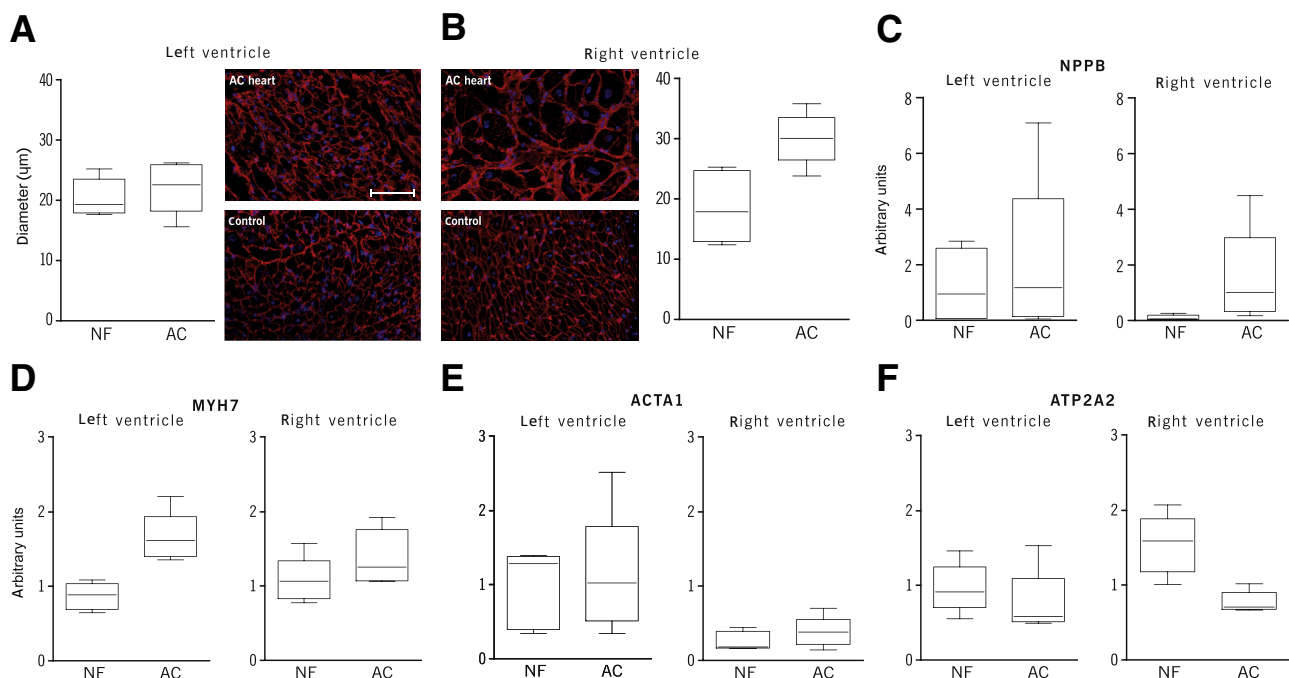 A
Left ventricle
40
30
20
10
0
Diameter (um)
NF
AC
AC heart
Control
B
Right ventricle
AC heart
Control
40
30
20
10
0
NF
AC
C
NPPB
Left ventricle
Right ventricle
8
6
4
2
0
Arbitrary units
NF
AC
8
6
4
2
0
NF
AC
D
MYH7
Left ventricle
Right ventricle
3
2
1
0
Arbitrary units
NF
AC
3
2
1
0
NF
AC
E
ACTA1
Left ventricle
Right ventricle
3
2
1
0
NF
AC
3
2
1
0
NF
AC
F
ATP2A2
Left ventricle
Right ventricle
3
2
1
0
NF
AC
3
2
1
0
NF
AC